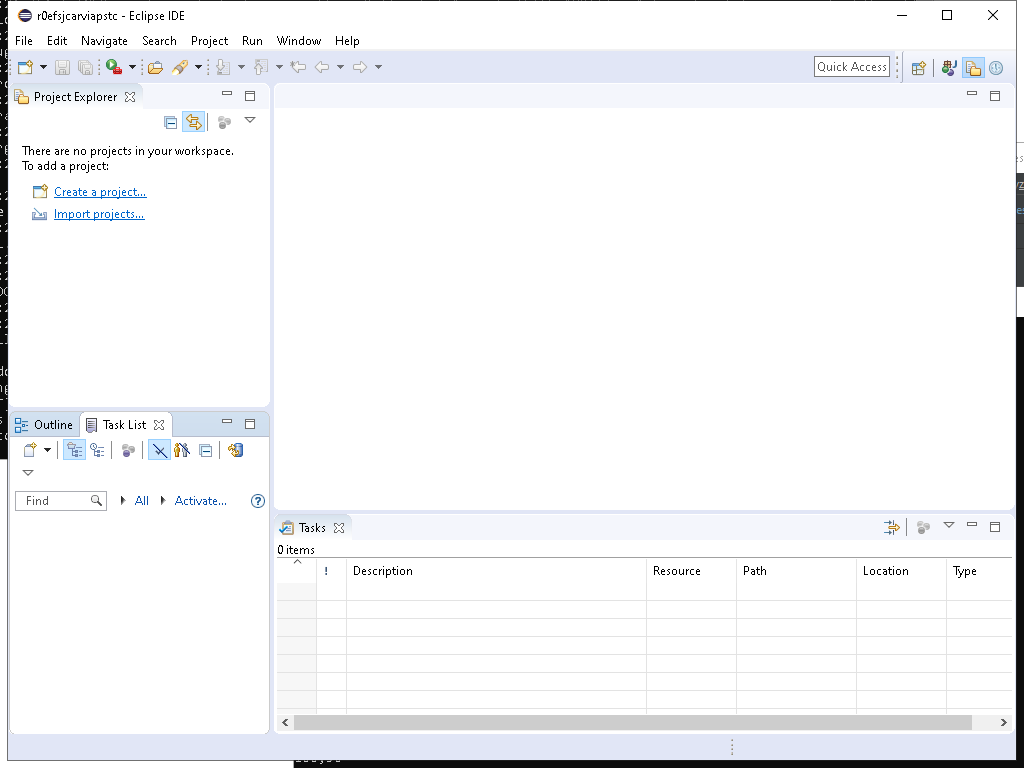 r0efsjcarviapstc - Eclipse IDE
File Edit Navigate Search Project Run Window Help
Quick Access
Project Explorer
There are no projects in your workspace.
To add a project:
Create a project...
Import projects...
Outline Task List
Find All Activate...
Tasks
0 items
! Description Resource Path Location Type